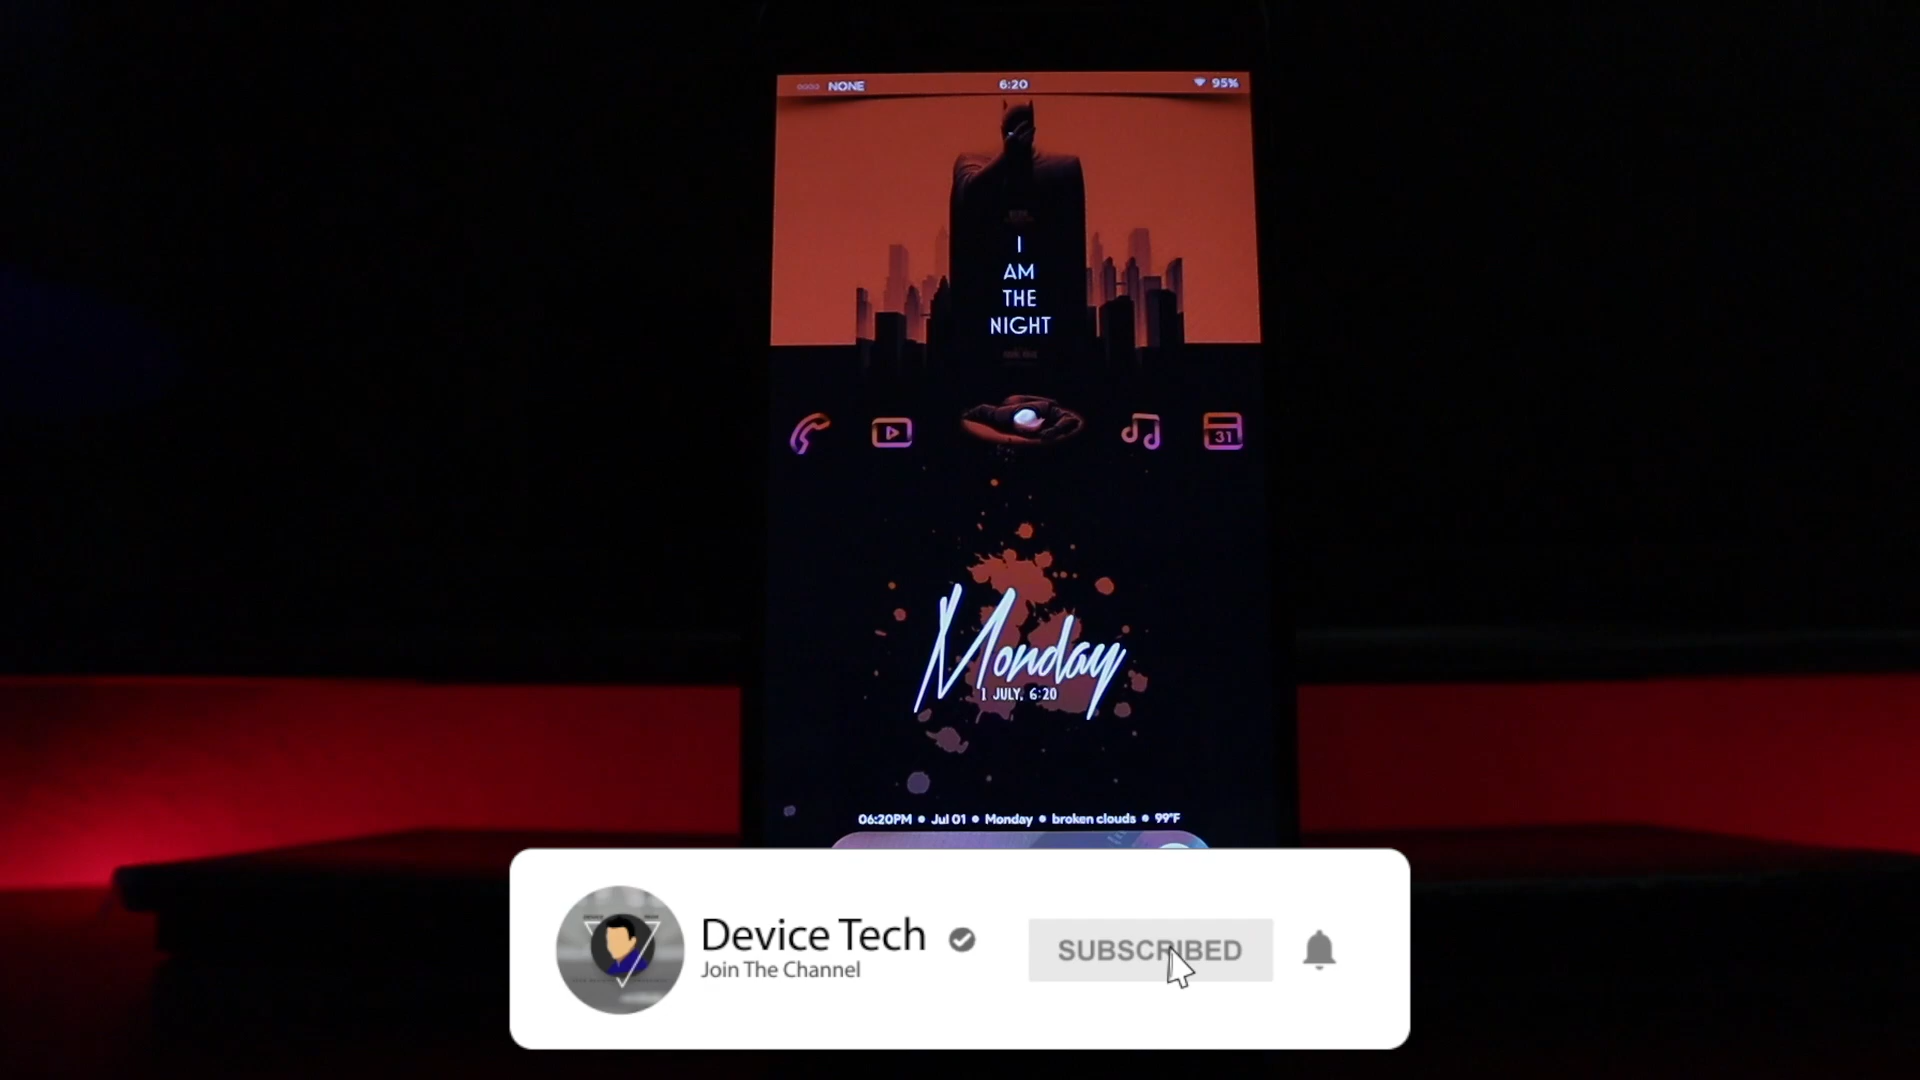 NONE
6:20
95%
I
AM
THE
NIGHT
31
Monday
1 JULY, 6:20
06:20PM • Jul 01 • Monday • broken clouds • 99°F
Device Tech
Join The Channel
SUBSCRIBED